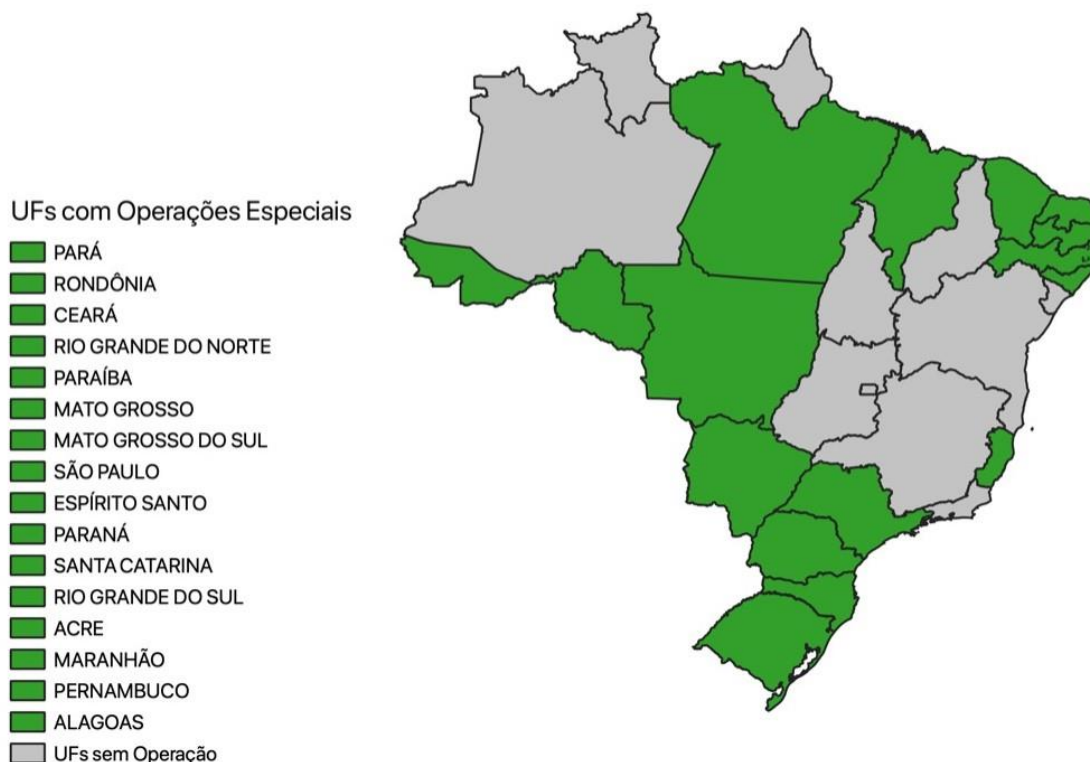 UFs com Operações Especiais
PARÁ
RONDÔNIA
CEARÁ
RIO GRANDE DO NORTE
PARAÍBA
MATO GROSSO
MATO GROSSO DO SUL
SÃO PAULO
ESPÍRITO SANTO
PARANÁ
SANTA CATARINA
RIO GRANDE DO SUL
ACRE
MARANHÃO
PERNAMBUCO
ALAGOAS
UFs sem Operação